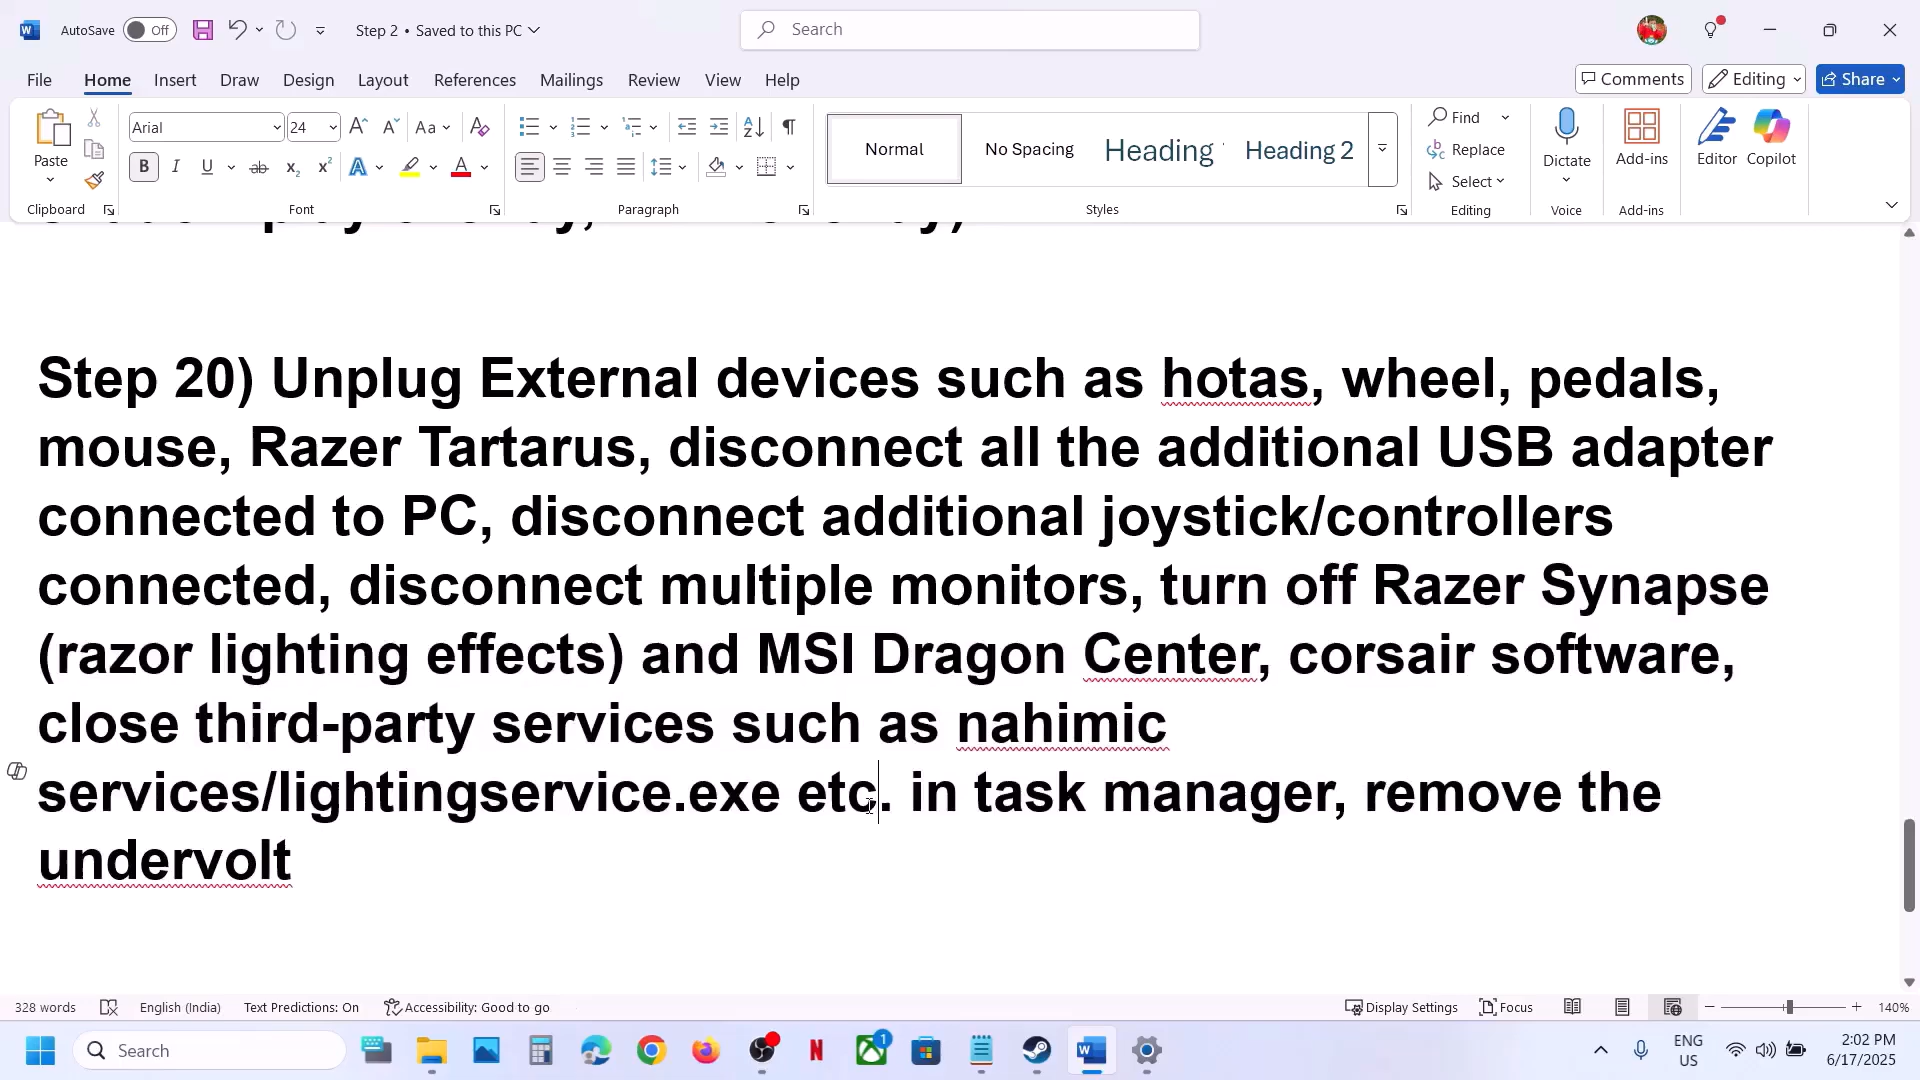 AutoSave Off Step 2 • Saved to this PC Search
File Home Insert Draw Design Layout References Mailings Review View Help Comments Editing Share
Paste Arial 24 Aa Normal No Spacing Heading Heading 2 Find Replace Select Dictate Add-ins Editor Copilot
Clipboard Font Paragraph Styles Editing Voice Add-ins
Step 20) Unplug External devices such as hotas, wheel, pedals,
mouse, Razer Tartarus, disconnect all the additional USB adapter
connected to PC, disconnect additional joystick/controllers
connected, disconnect multiple monitors, turn off Razer Synapse
(razor lighting effects) and MSI Dragon Center, corsair software,
close third-party services such as nahimic
services/lightingservice.exe etc. in task manager, remove the
undervolt
328 words English (India) Text Predictions: On Accessibility: Good to go Display Settings Focus 140%
Search 1 ENG US 2:02 PM 6/17/2025